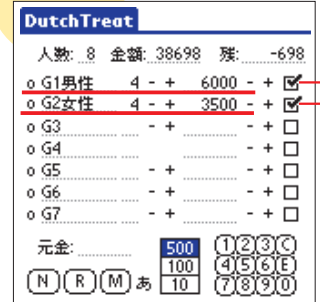 DutchTreat
人数: 8 金額: 38698 残: -698
o G1男性 4 - + 6000 - +
o G2女性 4 - + 3500 - +
o G3 - + - +
o G4 - + - +
o G5 - + - +
o G6 - + - +
o G7 - + - +
元金: 500 1 2 3 C
100 4 5 6 E
N R M あ 10 7 8 9 0